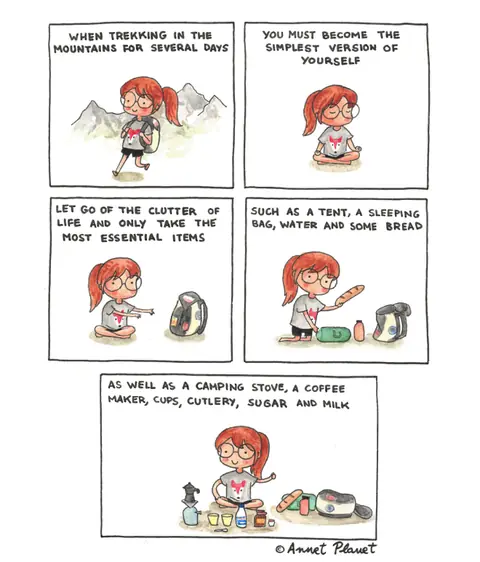 WHEN TREKKING IN THE
MOUNTAINS FOR SEVERAL DAYS
YOU MUST BECOME THE
SIMPLEST VERSION OF
YOURSELF
LET GO OF THE CLUTTER OF
LIFE AND ONLY TAKE THE
MOST ESSENTIAL ITEMS
SUCH AS A TENT, A SLEEPING
BAG, WATER AND SOME BREAD
AS WELL AS A CAMPING STOVE, A COFFEE
MAKER, CUPS, CUTLERY, SUGAR AND MILK
© Annet Planet